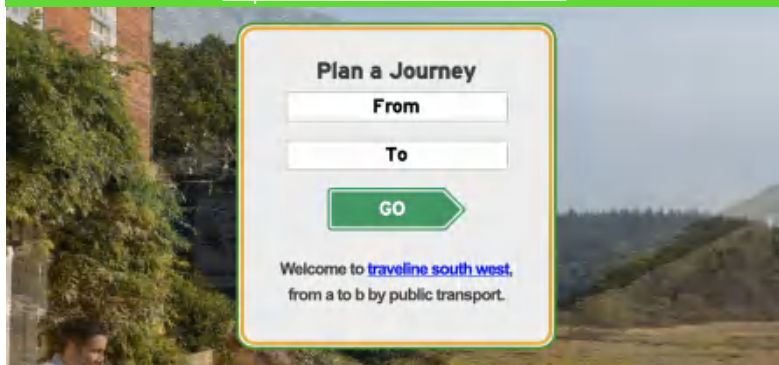 Plan a Journey
From
To
GO
Welcome to traveline south west,
from a to b by public transport.